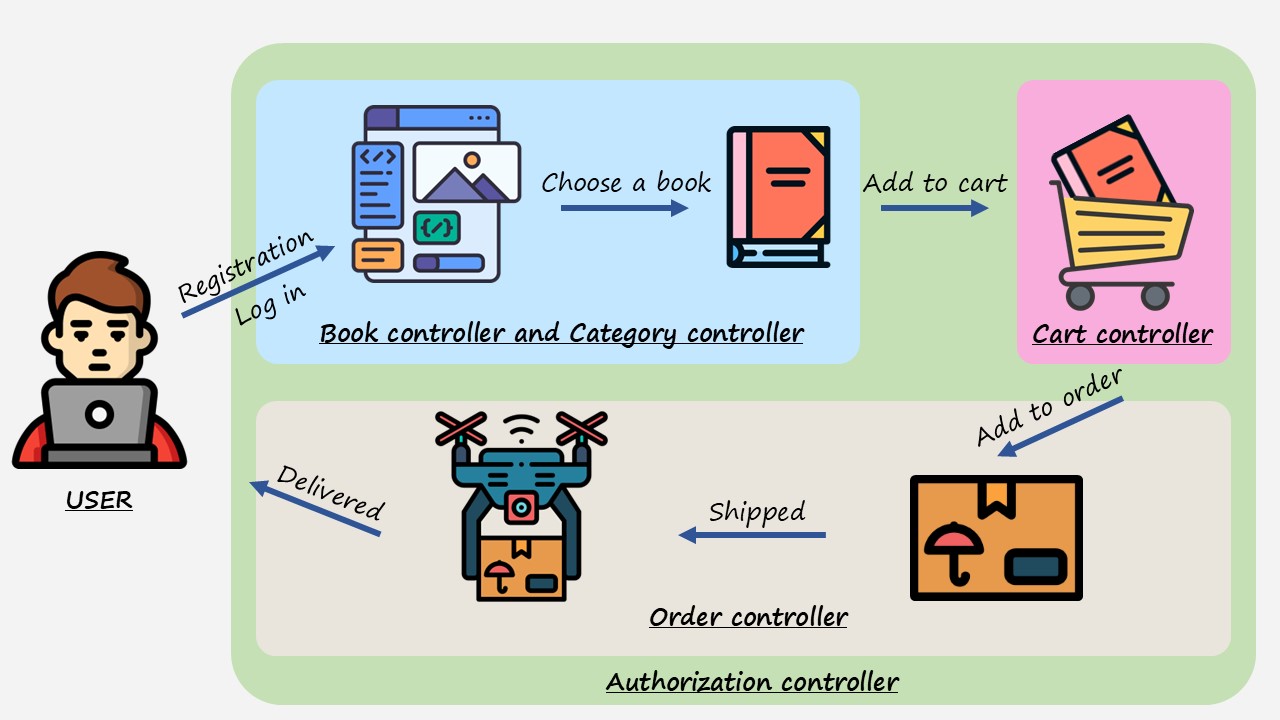 Registration
Log in
Choose a book
Add to cart
Book controller and Category controller
Cart controller
USER
Add to order
Shipped
Delivered
Order controller
Authorization controller